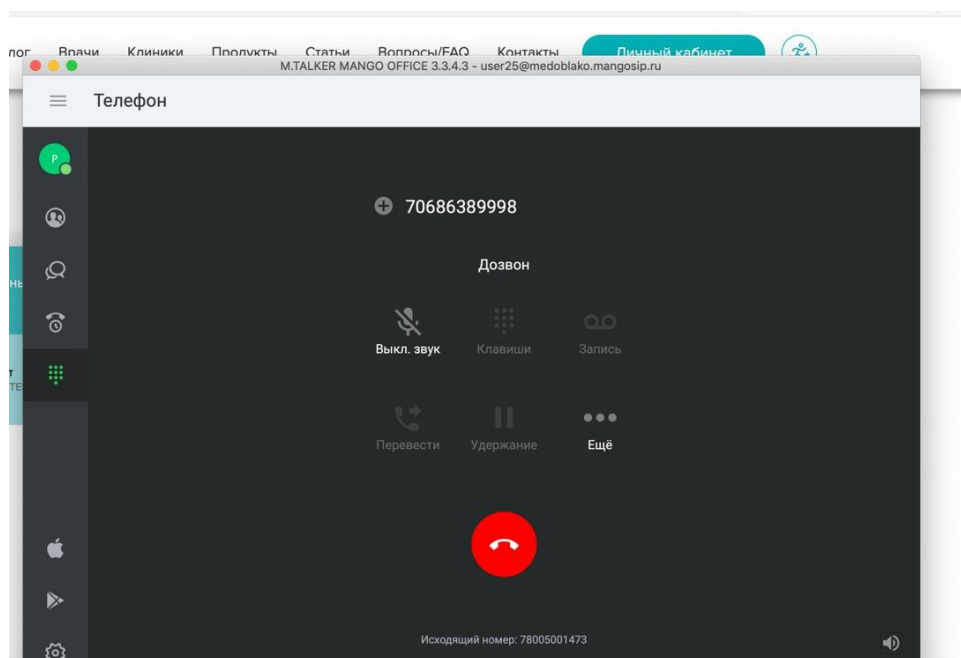 лог Врачи Клиники Продукты Статьи Вопросы/FAQ Контакты Личный кабинет
M.TALKER MANGO OFFICE 3.3.4.3 - user25@medoblako.mangosip.ru
Телефон
P
70686389998
Дозвон
Выкл. звук Клавиши Запись
Перевести Удержание Ещё
Исходящий номер: 78005001473